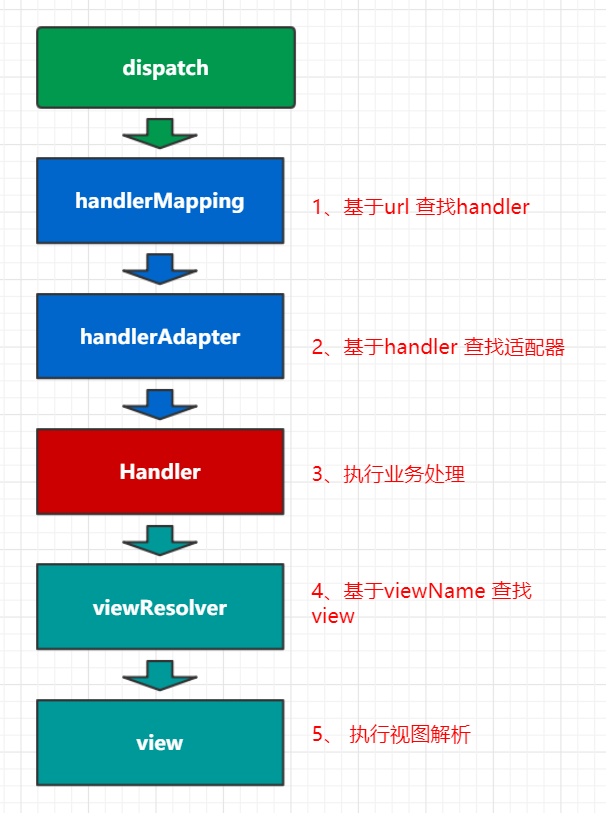 dispatch
handlerMapping
1、基于url 查找handler
handlerAdapter
2、基于handler 查找适配器
Handler
3、执行业务处理
viewResolver
4、基于viewName 查找
view
view
5、 执行视图解析